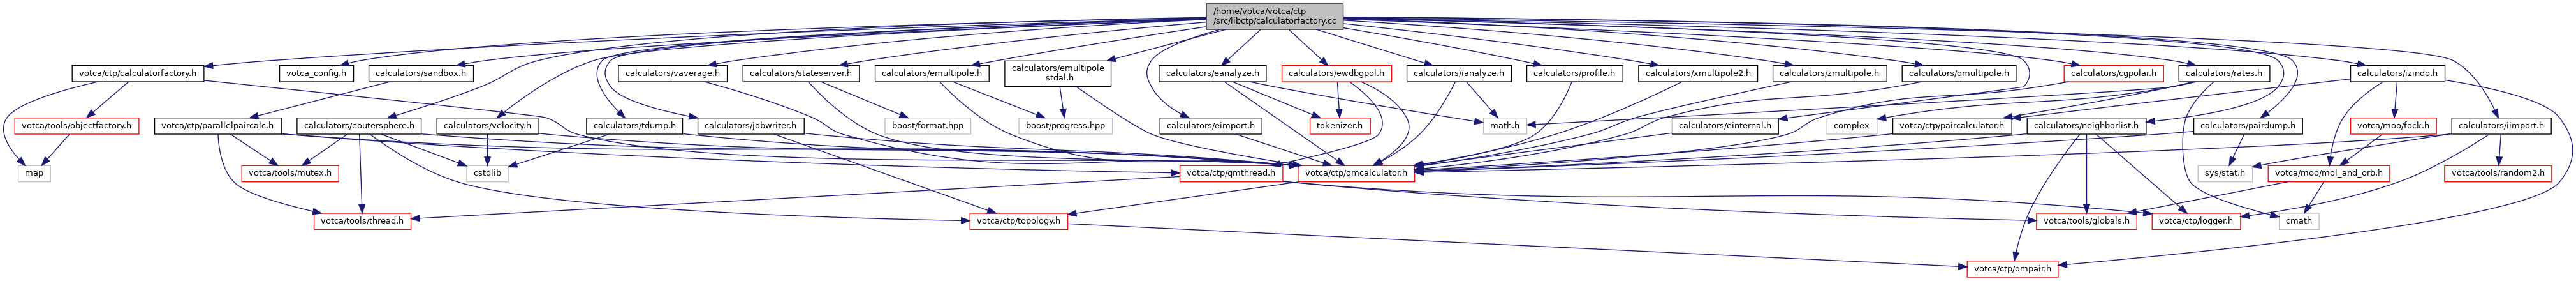 /home/votca/votca/ctp
/src/libctp/calculatorfactory.cc
votca/ctp/calculatorfactory.h
votca_config.h
calculators/sandbox.h
calculators/vaverage.h
calculators/stateserver.h
calculators/emultipole.h
calculators/emultipole
_stdal.h
calculators/eanalyze.h
calculators/ewdbgpol.h
calculators/ianalyze.h
calculators/profile.h
calculators/xmultipole2.h
calculators/zmultipole.h
calculators/qmultipole.h
calculators/cgpolar.h
calculators/rates.h
calculators/izindo.h
votca/tools/objectfactory.h
votca/ctp/parallelpaircalc.h
calculators/eoutersphere.h
calculators/velocity.h
calculators/tdump.h
calculators/jobwriter.h
boost/format.hpp
boost/progress.hpp
calculators/eimport.h
tokenizer.h
math.h
calculators/einternal.h
complex
votca/ctp/paircalculator.h
calculators/neighborlist.h
calculators/pairdump.h
votca/moo/fock.h
calculators/iimport.h
map
votca/tools/mutex.h
cstdlib
votca/ctp/qmthread.h
votca/ctp/qmcalculator.h
sys/stat.h
votca/moo/mol_and_orb.h
votca/tools/random2.h
votca/tools/thread.h
votca/ctp/topology.h
votca/tools/globals.h
votca/ctp/logger.h
cmath
votca/ctp/qmpair.h